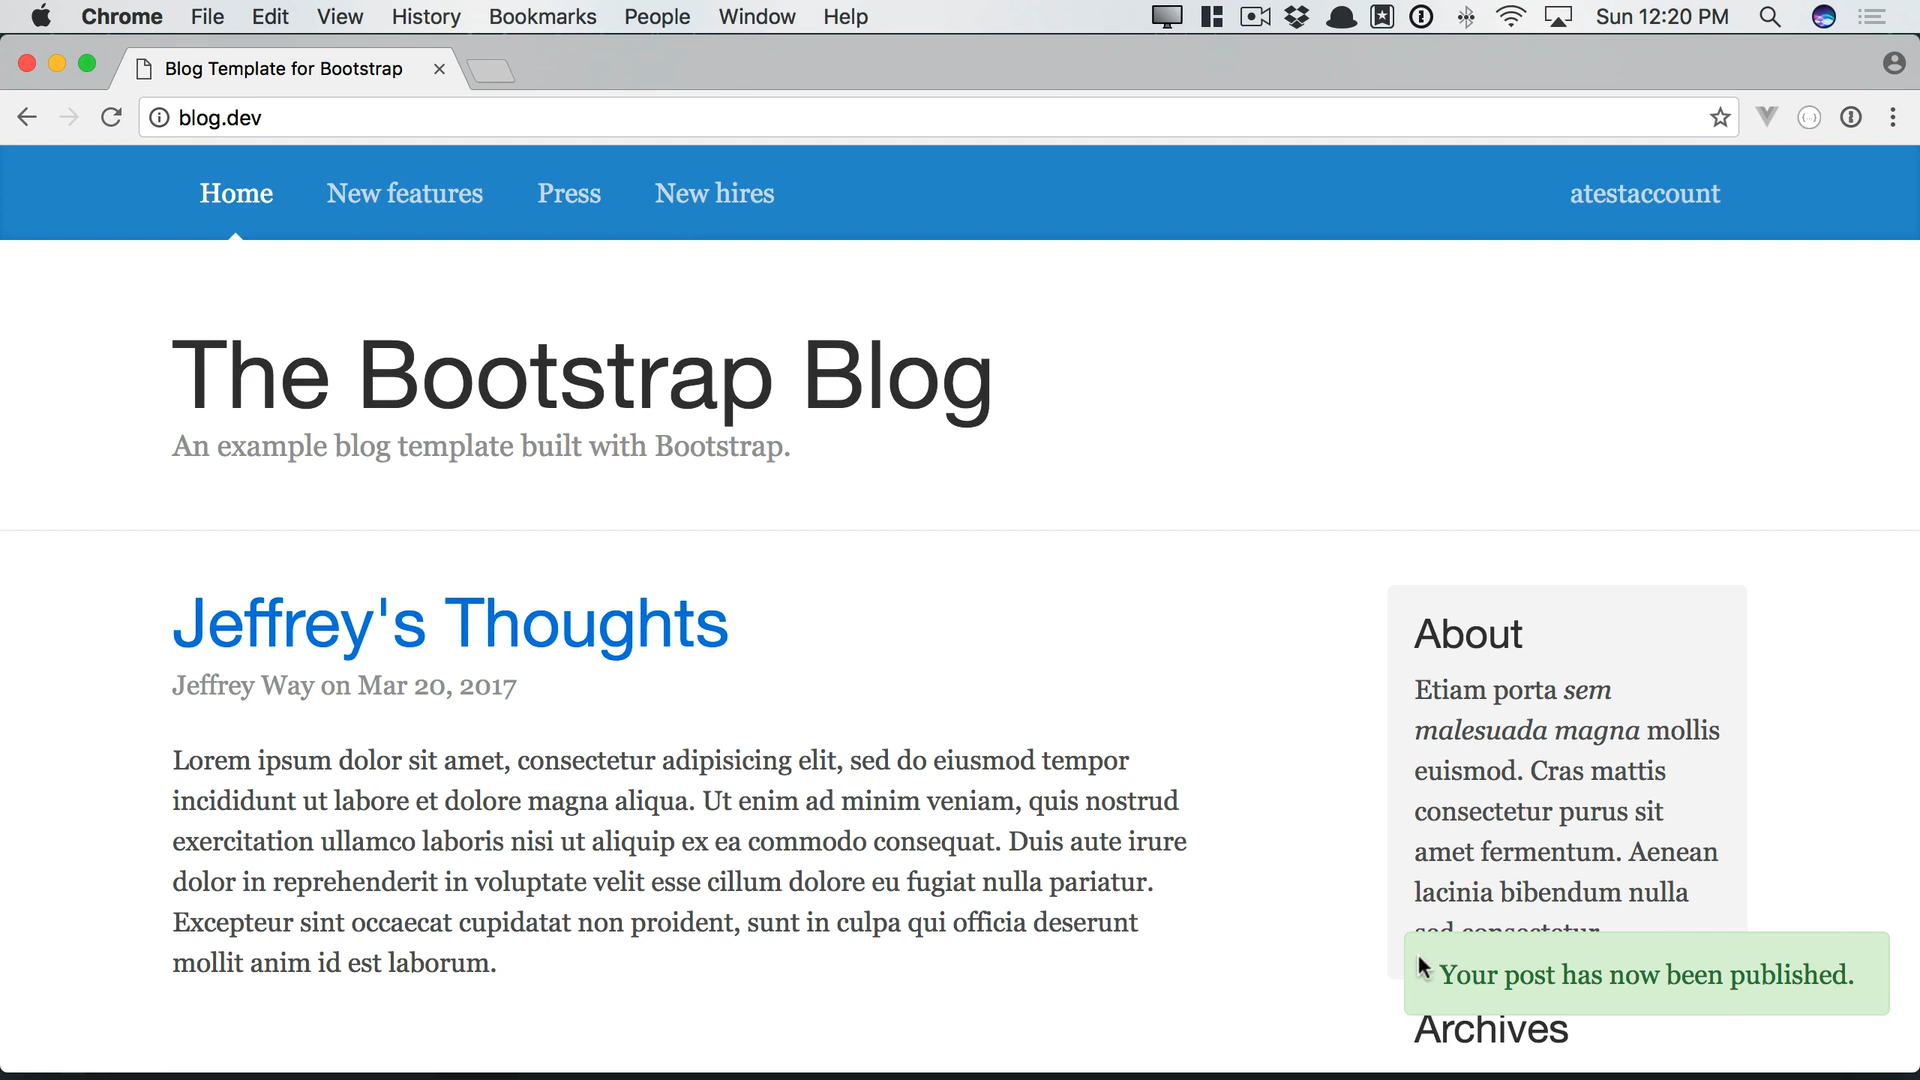 Chrome File Edit View History Bookmarks People Window Help Sun 12:20 PM
Blog Template for Bootstrap
blog.dev
Home New features Press New hires atestaccount
The Bootstrap Blog
An example blog template built with Bootstrap.
Jeffrey's Thoughts
Jeffrey Way on Mar 20, 2017
Lorem ipsum dolor sit amet, consectetur adipisicing elit, sed do eiusmod tempor
incididunt ut labore et dolore magna aliqua. Ut enim ad minim veniam, quis nostrud
exercitation ullamco laboris nisi ut aliquip ex ea commodo consequat. Duis aute irure
dolor in reprehenderit in voluptate velit esse cillum dolore eu fugiat nulla pariatur.
Excepteur sint occaecat cupidatat non proident, sunt in culpa qui officia deserunt
mollit anim id est laborum.
About
Etiam porta sem
malesuada magna mollis
euismod. Cras mattis
consectetur purus sit
amet fermentum. Aenean
lacinia bibendum nulla
sed consectetur.
Your post has now been published.
Archives